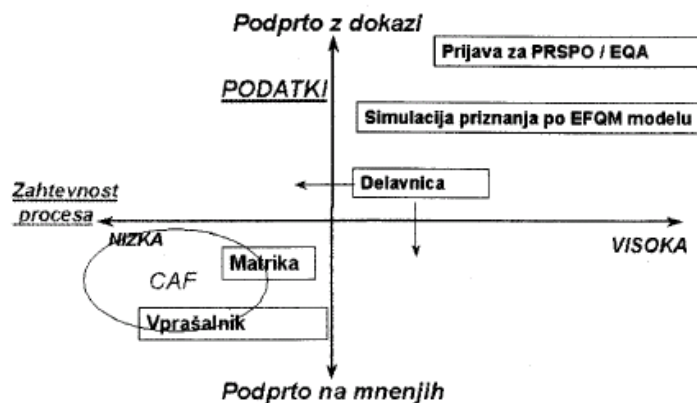 Podprto z dokazi
Prijava za PRSPO / EQA
PODATKI
Simulacija priznanja po EFQM modelu
Delavnica
Zahtevnost
procesa
NIZKA
VISOKA
Matrika
CAF
Vprašalnik
Podprto na mnenjih